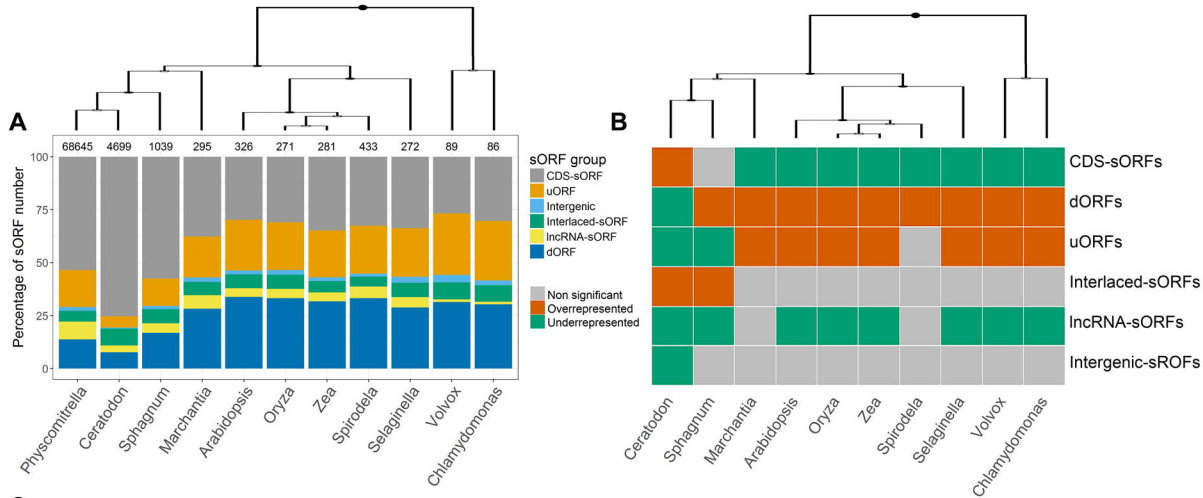 A
68645 4699 1039 295 326 271 281 433 272 89 86
Percentage of sORF number
100
75
50
25
0
Physcomitrella
Ceratodon
Sphagnum
Marchantia
Arabidopsis
Oryza
Zea
Spirodela
Selaginella
Volvox
Chlamydomonas
sORF group
CDS-sORF
uORF
Intergenic
Interlaced-sORF
lncRNA-sORF
dORF
Non significant
Overrepresented
Underrepresented
B
CDS-sORFs
dORFs
uORFs
Interlaced-sORFs
lncRNA-sORFs
Intergenic-sROFs
Ceratodon
Sphagnum
Marchantia
Arabidopsis
Oryza
Zea
Spirodela
Selaginella
Volvox
Chlamydomonas